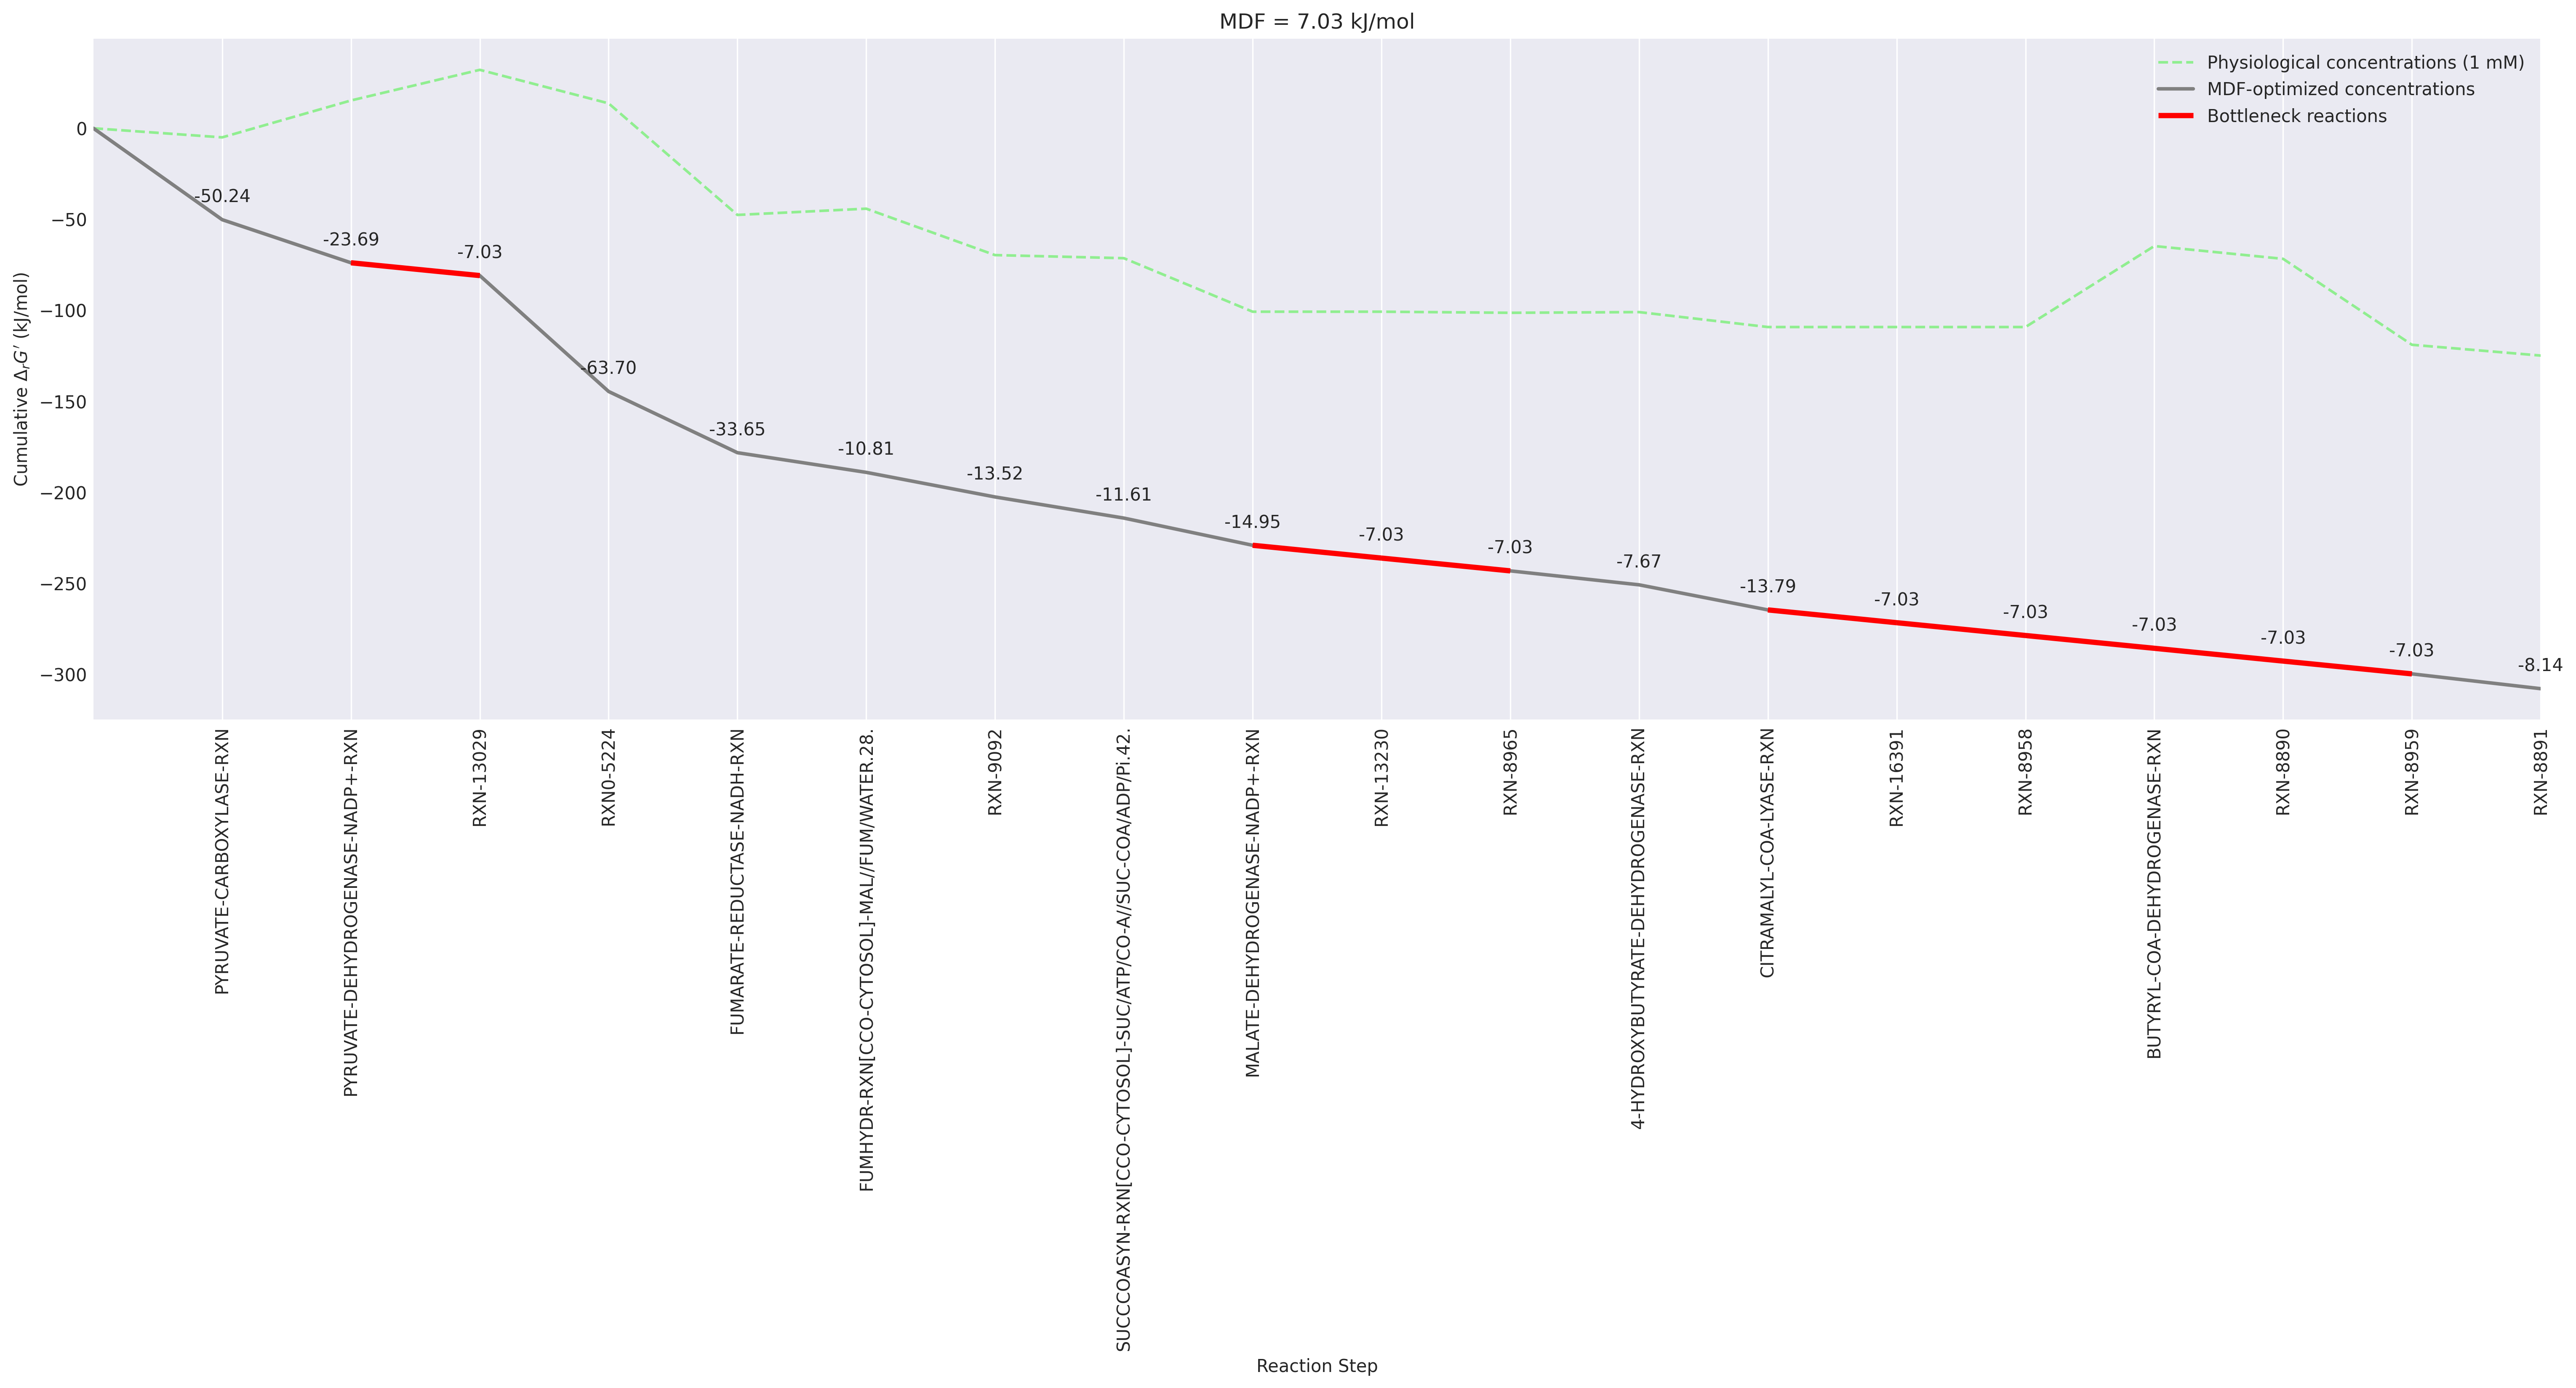 MDF = 7.03 kJ/mol
Physiological concentrations (1 mM)
MDF-optimized concentrations
Bottleneck reactions
Cumulative ΔrG′ (kJ/mol)
0
−50
−100
−150
−200
−250
−300
-50.24
-23.69
-7.03
-63.70
-33.65
-10.81
-13.52
-11.61
-14.95
-7.03
-7.03
-7.67
-13.79
-7.03
-7.03
-7.03
-7.03
-7.03
-8.14
PYRUVATE-CARBOXYLASE-RXN
PYRUVATE-DEHYDROGENASE-NADP+-RXN
RXN-13029
RXN0-5224
FUMARATE-REDUCTASE-NADH-RXN
FUMHYDR-RXN[CCO-CYTOSOL]-MAL//FUM/WATER.28.
RXN-9092
SUCCCOASYN-RXN[CCO-CYTOSOL]-SUC/ATP/CO-A//SUC-COA/ADP/Pi.42.
MALATE-DEHYDROGENASE-NADP+-RXN
RXN-13230
RXN-8965
4-HYDROXYBUTYRATE-DEHYDROGENASE-RXN
CITRAMALYL-COA-LYASE-RXN
RXN-16391
RXN-8958
BUTYRYL-COA-DEHYDROGENASE-RXN
RXN-8890
RXN-8959
RXN-8891
Reaction Step